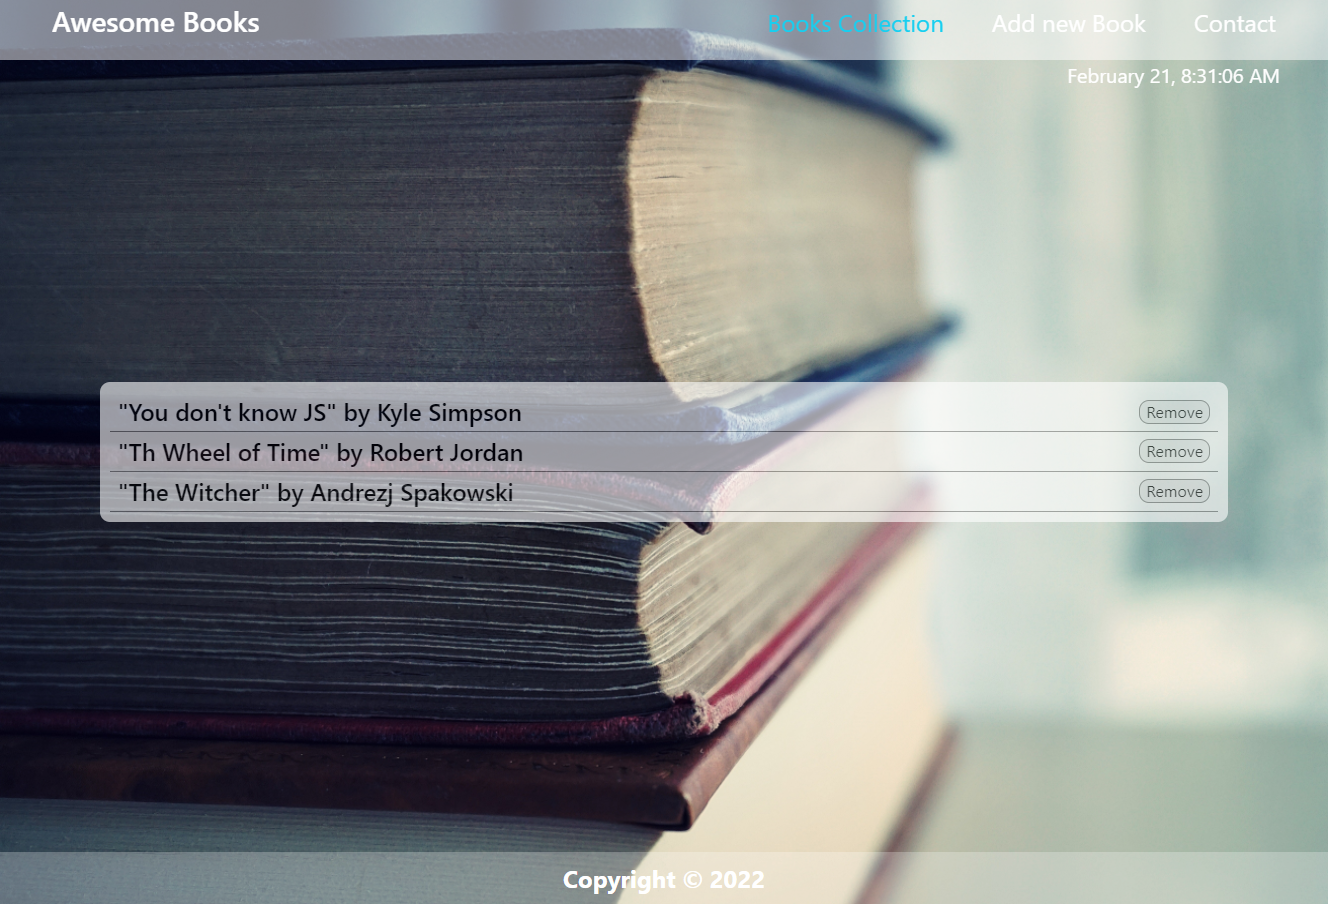 Awesome Books Books Collection Add new Book Contact
February 21, 8:31:06 AM
"You don't know JS" by Kyle Simpson Remove
"Th Wheel of Time" by Robert Jordan Remove
"The Witcher" by Andrezj Spakowski Remove
Copyright © 2022